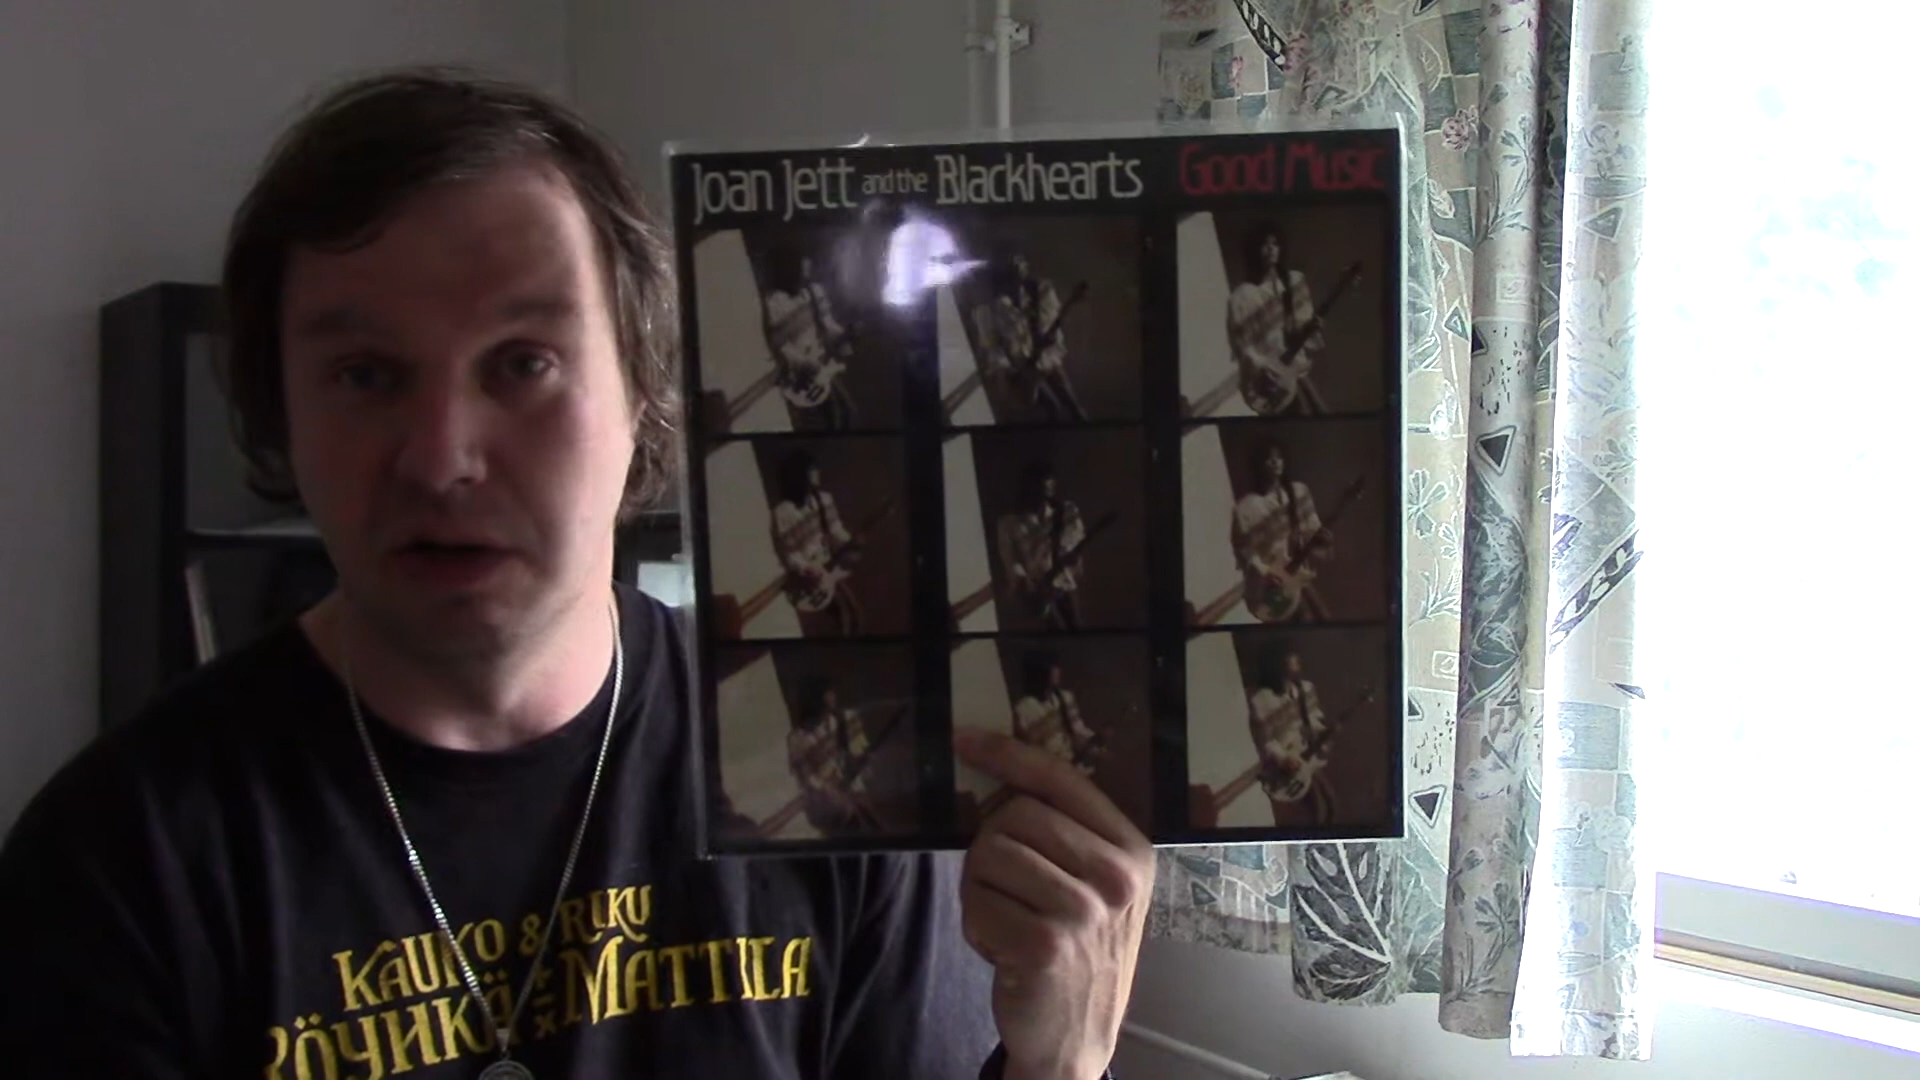 Joan Jett and the Blackhearts Good Music
KAUKO & RIKU
RÖYHKÄ MATTILA